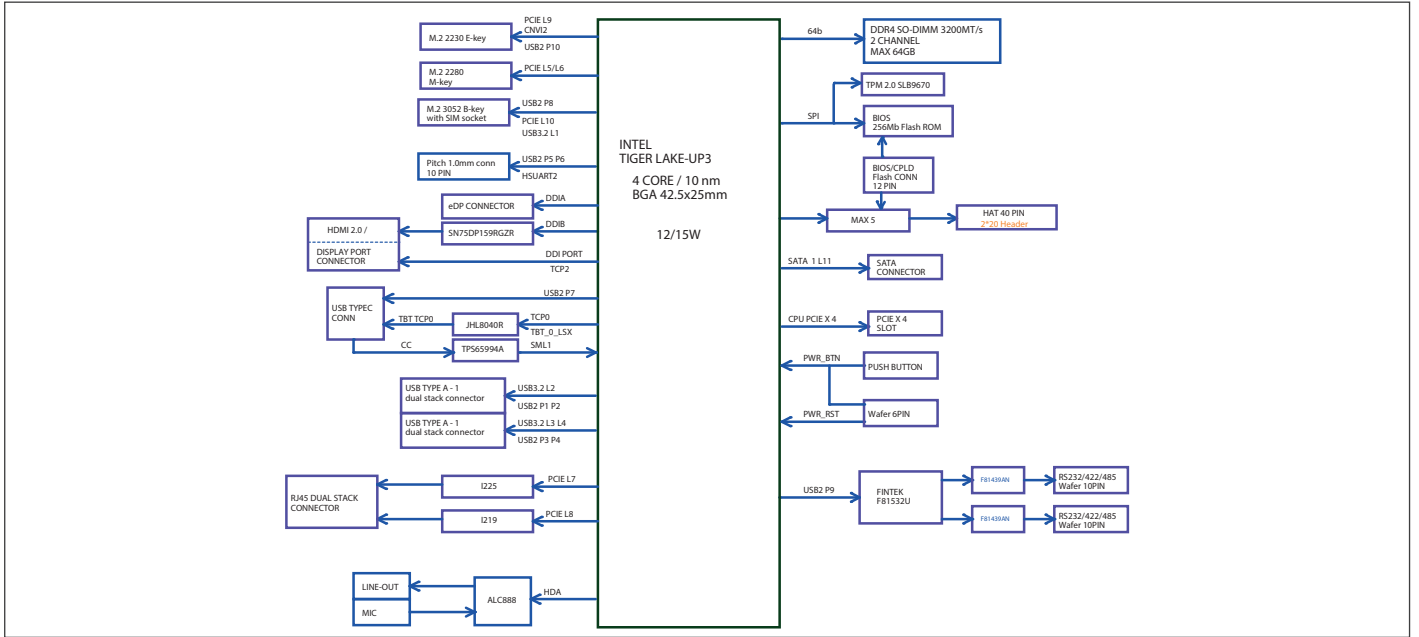 PCIE L9
CNVI2
M.2 2230 E-key
USB2 P10
M.2 2280
M-key
PCIE L5/L6
M.2 3052 B-key
with SIM socket
USB2 P8
PCIE L10
USB3.2 L1
Pitch 1.0mm conn
10 PIN
USB2 P5 P6
HSUART2
eDP CONNECTOR
DDIA
HDMI 2.0 /
DISPLAY PORT
CONNECTOR
SN75DP159RGZR
DDIB
DDI PORT
TCP2
USB TYPEC
CONN
USB2 P7
TBT TCP0
JHL8040R
TCP0
TBT_0_LSX
CC
TPS65994A
SML1
USB TYPE A - 1
dual stack connector
USB3.2 L2
USB2 P1 P2
USB TYPE A - 1
dual stack connector
USB3.2 L3 L4
USB2 P3 P4
RJ45 DUAL STACK
CONNECTOR
I225
PCIE L7
I219
PCIE L8
LINE-OUT
MIC
ALC888
HDA
INTEL
TIGER LAKE-UP3
4 CORE / 10 nm
BGA 42.5x25mm
12/15W
64b
DDR4 SO-DIMM 3200MT/s
2 CHANNEL
MAX 64GB
TPM 2.0 SLB9670
SPI
BIOS
256Mb Flash ROM
BIOS/CPLD
Flash CONN
12 PIN
MAX 5
HAT 40 PIN
2*20 Header
SATA 1 L11
SATA
CONNECTOR
CPU PCIE X 4
PCIE X 4
SLOT
PWR_BTN
PUSH BUTTON
PWR_RST
Wafer 6PIN
USB2 P9
FINTEK
F81532U
F81439AN
RS232/422/485
Wafer 10PIN
F81439AN
RS232/422/485
Wafer 10PIN